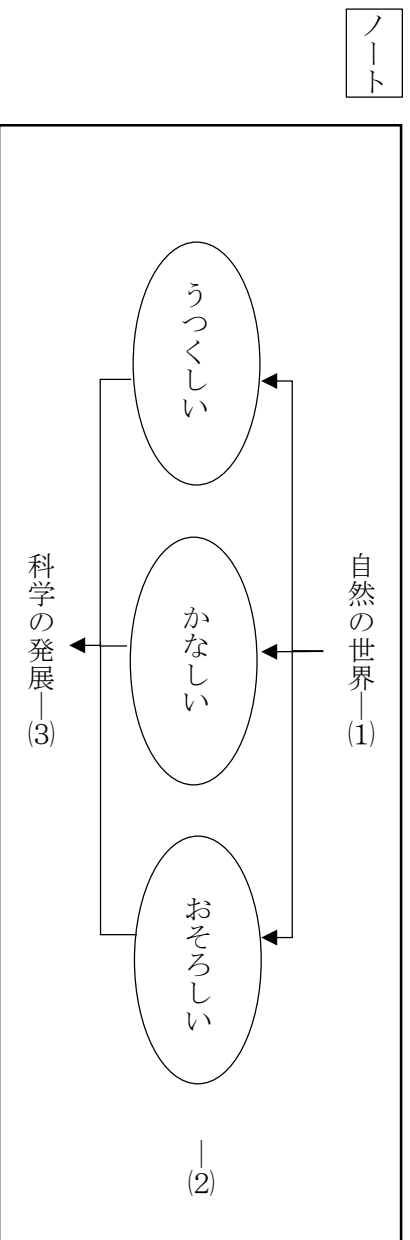 ノート
自然の世界―(1)
うつくしい
かなしい
おそろしい
―(2)
科学の発展―(3)